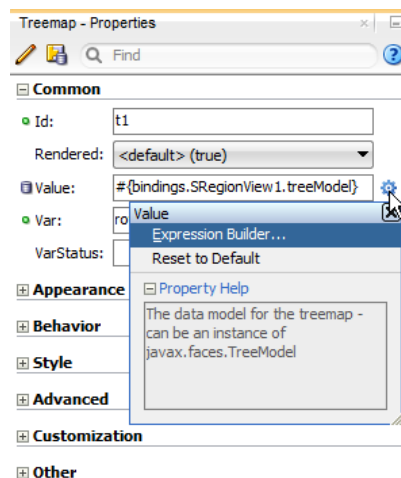 Treemap - Properties
Find
Common
Id: t1
Rendered: <default> (true)
Value: #{bindings.SRegionView1.treeModel}
Var: ro
Value
Expression Builder...
VarStatus:
Reset to Default
Appearance
Property Help
The data model for the treemap -
can be an instance of
javax.faces.TreeModel
Behavior
Style
Advanced
Customization
Other